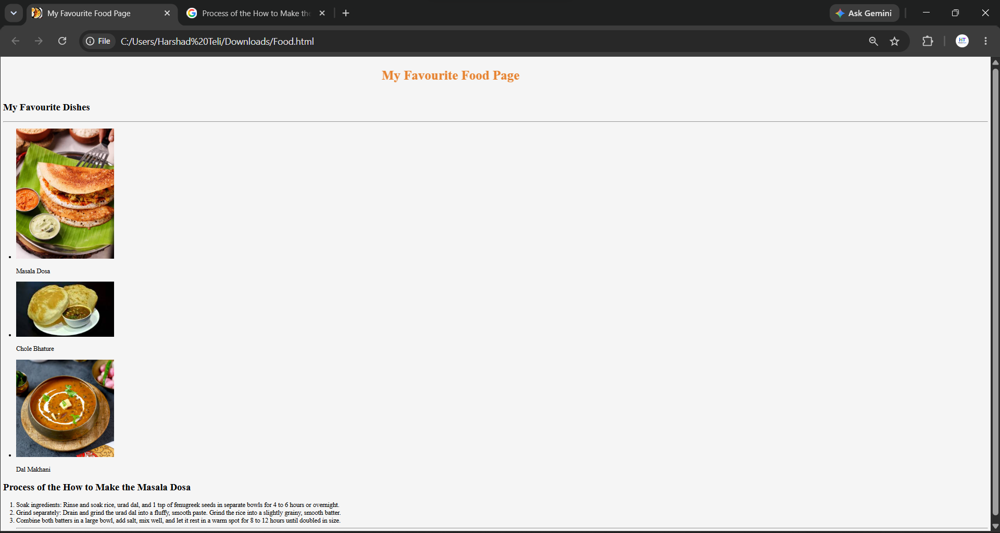 My Favourite Food Page
Process of the How to Make the
Ask Gemini
File
C:/Users/Harshad%20Teli/Downloads/Food.html
HT
My Favourite Food Page
My Favourite Dishes
Masala Dosa
Chole Bhature
Dal Makhani
Process of the How to Make the Masala Dosa
1. Soak ingredients: Rinse and soak rice, urad dal, and 1 tsp of fenugreek seeds in separate bowls for 4 to 6 hours or overnight.
2. Grind separately: Drain and grind the urad dal into a fluffy, smooth paste. Grind the rice into a slightly grainy, smooth batter.
3. Combine both batters in a large bowl, add salt, mix well, and let it rest in a warm spot for 8 to 12 hours until doubled in size.